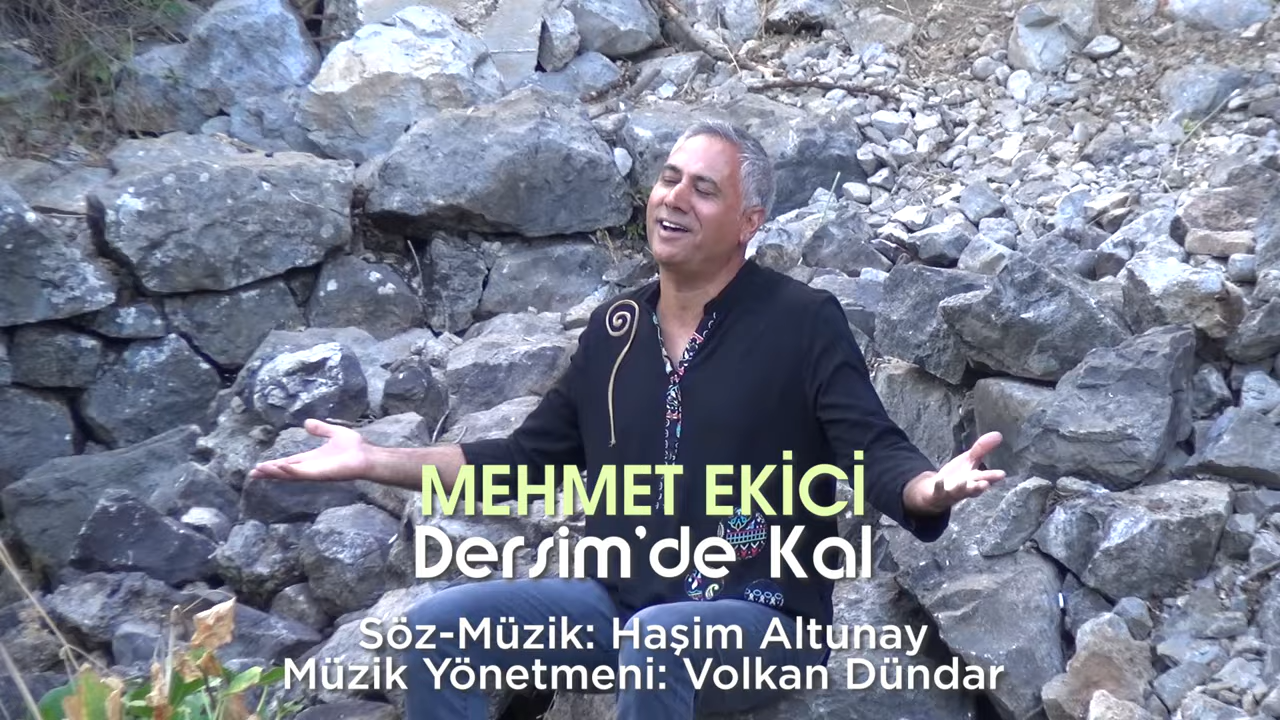 MEHMET EKİCİ
Dersim'de Kal
Söz-Müzik: Haşim Altunay
Müzik Yönetmeni: Volkan Dündar